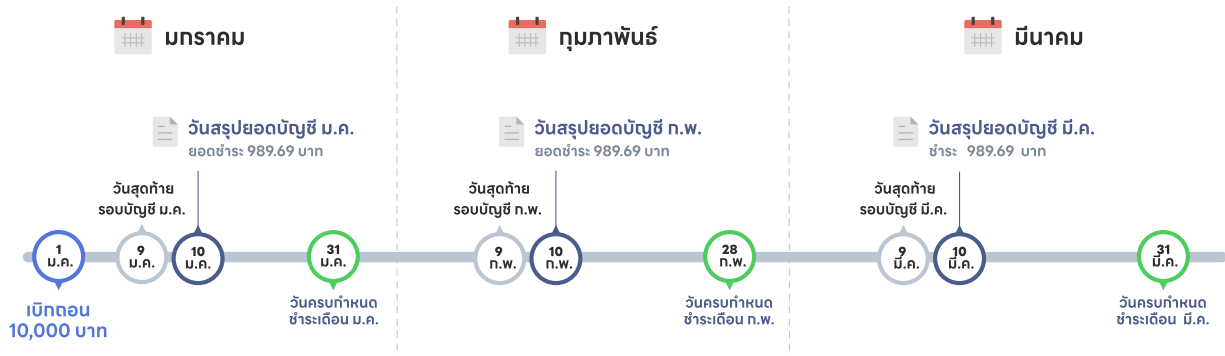 มกราคม
กุมภาพันธ์
มีนาคม
วันสรุปยอดบัญชี ม.ค.
ยอดชำระ 989.69 บาท
วันสรุปยอดบัญชี ก.พ.
ยอดชำระ 989.69 บาท
วันสรุปยอดบัญชี มี.ค.
ชำระ 989.69 บาท
วันสุดท้าย
รอบบัญชี ม.ค.
วันสุดท้าย
รอบบัญชี ก.พ.
วันสุดท้าย
รอบบัญชี มี.ค.
1
ม.ค.
9
ม.ค.
10
ม.ค.
31
ม.ค.
9
ก.พ.
10
ก.พ.
28
ก.พ.
9
มี.ค.
10
มี.ค.
31
มี.ค.
เบิกถอน
10,000 บาท
วันครบกำหนด
ชำระเดือน ม.ค.
วันครบกำหนด
ชำระเดือน ก.พ.
วันครบกำหนด
ชำระเดือน มี.ค.